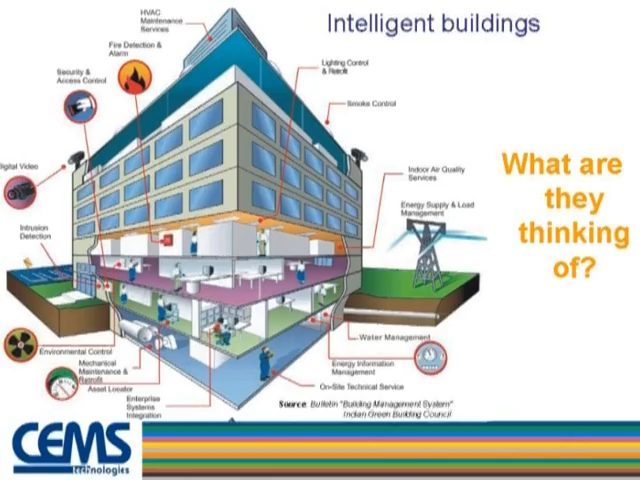 Intelligent buildings
HVAC
Maintenance
Services
Fire Detection &
Alarm
Security &
Access Control
Lighting Control
& Retrofit
Smoke Control
Digital Video
Indoor Air Quality
Services
Energy Supply & Load
Management
What are
they
thinking
of?
Intrusion
Detection
Environmental Control
Mechanical
Maintenance &
Retrofit
Asset Locator
Enterprise
Systems
Integration
Water Management
Energy Information
Management
On-Site Technical Service
Source: Bulletin "Building Management System"
Indian Green Building Council
CEMS
technologies